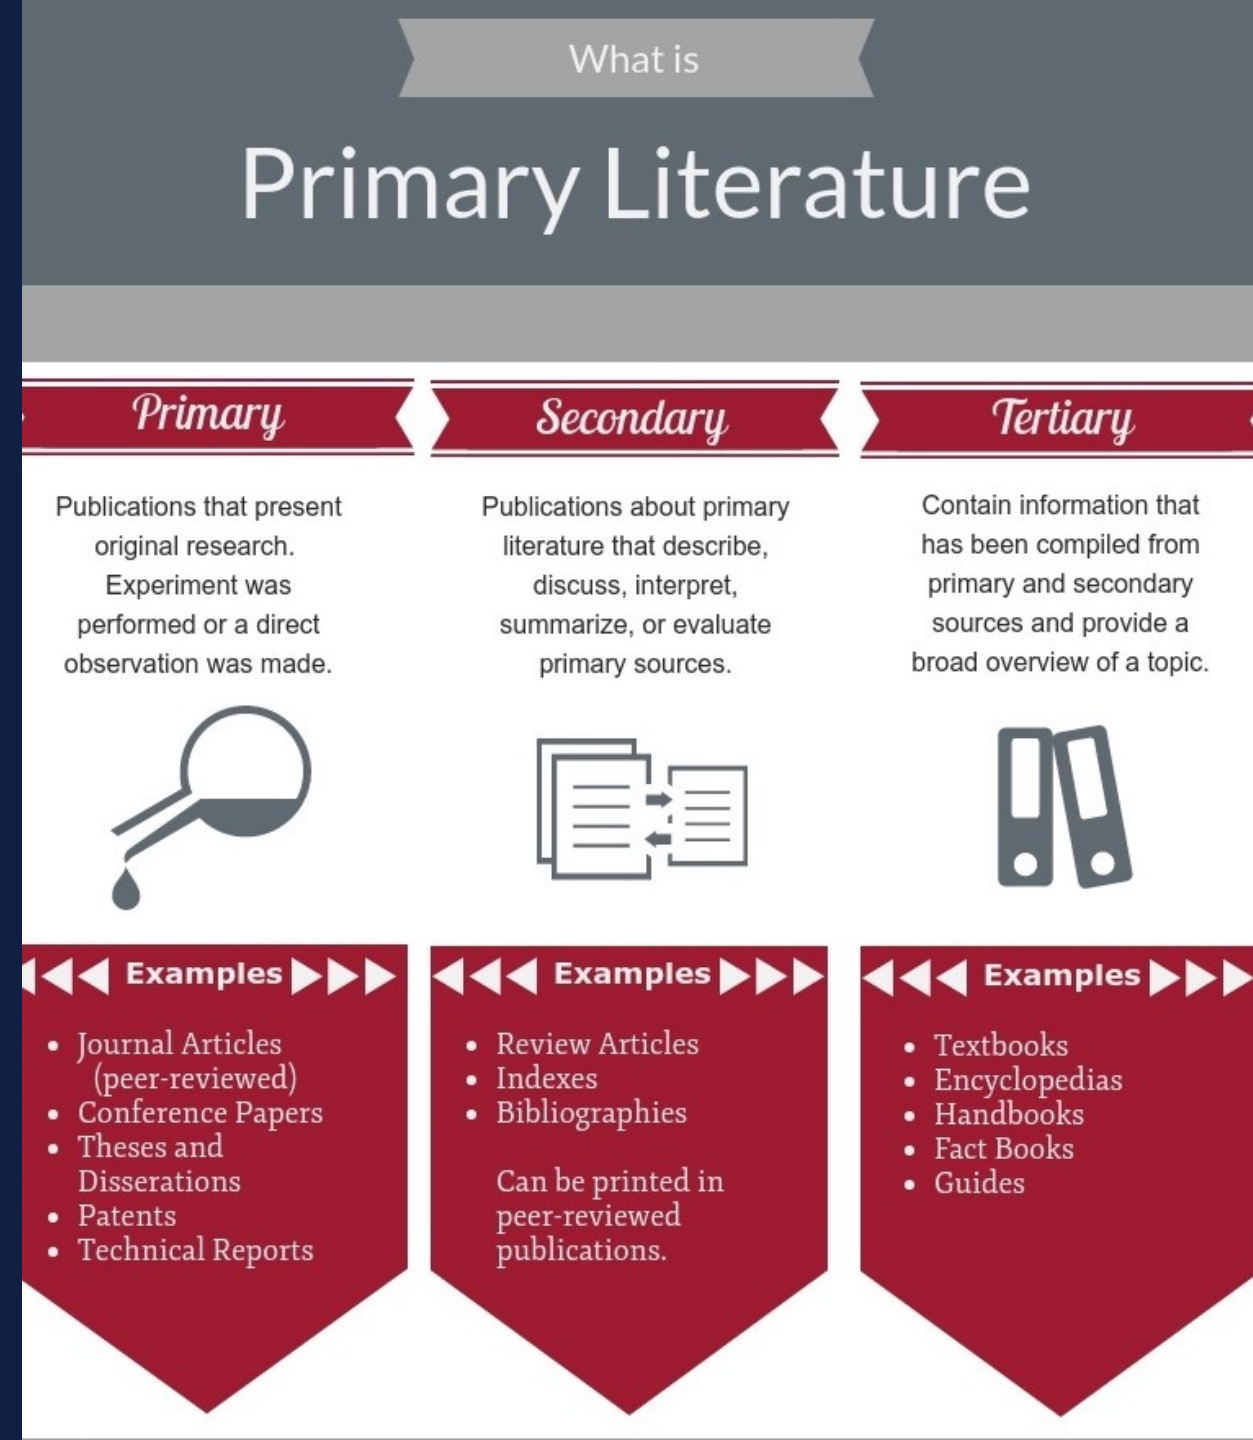 What is
Primary Literature
Primary
Publications that present
original research.
Experiment was
performed or a direct
observation was made.
Examples
• Journal Articles
(peer-reviewed)
• Conference Papers
• Theses and
Disserations
• Patents
• Technical Reports
Secondary
Publications about primary
literature that describe,
discuss, interpret,
summarize, or evaluate
primary sources.
Examples
• Review Articles
• Indexes
• Bibliographies
Can be printed in
peer-reviewed
publications.
Tertiary
Contain information that
has been compiled from
primary and secondary
sources and provide a
broad overview of a topic.
Examples
• Textbooks
• Encyclopedias
• Handbooks
• Fact Books
• Guides